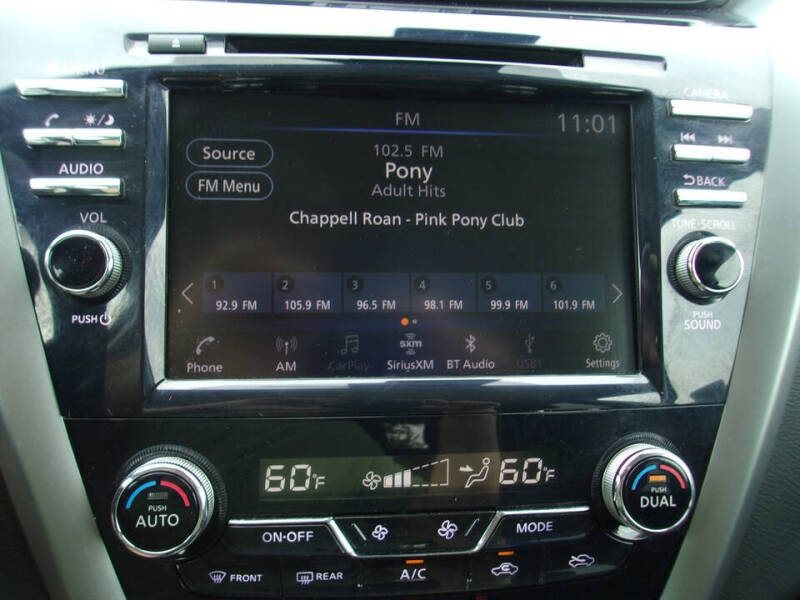 MENU
CAMERA
FM
11:01
Source
102.5 FM
Pony
Adult Hits
FM Menu
Chappell Roan - Pink Pony Club
AUDIO
BACK
VOL
TUNE·SCROLL
PUSH
PUSH
SOUND
1 2 3 4 5 6
92.9 FM 105.9 FM 96.5 FM 98.1 FM 99.9 FM 101.9 FM
sxm
Phone AM CarPlay SiriusXM BT Audio USB1 Settings
60°F 60°F
PUSH
AUTO
PUSH
DUAL
ON·OFF MODE
FRONT REAR A/C